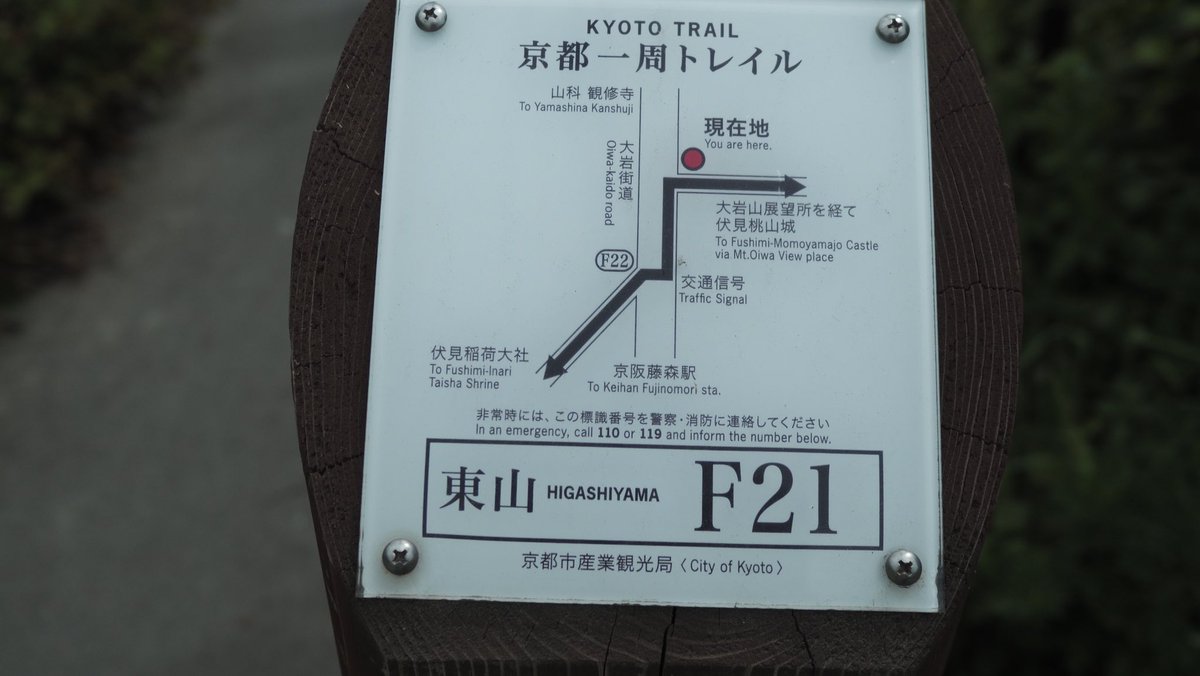 KYOTO TRAIL
京都一周トレイル
山科 観修寺
To Yamashina Kanshuji
現在地
You are here.
大岩街道
Oiwa-kaido road
大岩山展望所を経て
伏見桃山城
To Fushimi-Momoyamajo Castle
via Mt.Oiwa View place
F22
交通信号
Traffic Signal
伏見稲荷大社
To Fushimi-Inari
Taisha Shrine
京阪藤森駅
To Keihan Fujinomori sta.
非常時には、この標識番号を警察・消防に連絡してください
In an emergency, call 110 or 119 and inform the number below.
東山 HIGASHIYAMA F21
京都市産業観光局〈City of Kyoto〉